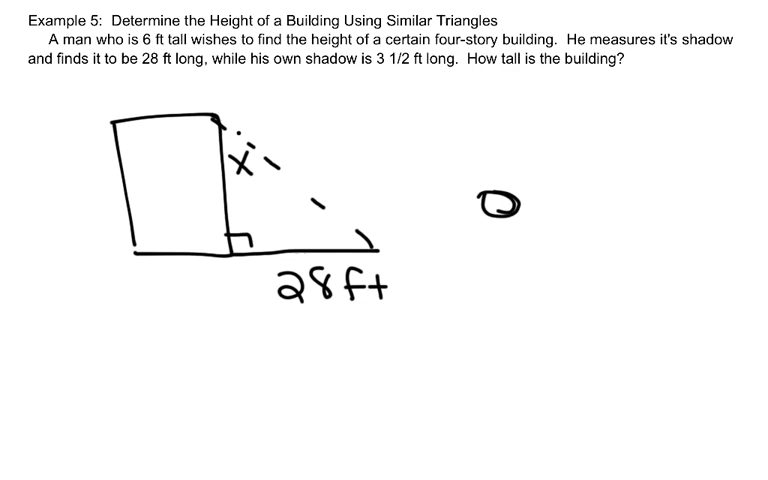 Example 5:  Determine the Height of a Building Using Similar Triangles
A man who is 6 ft tall wishes to find the height of a certain four-story building.  He measures it's shadow
and finds it to be 28 ft long, while his own shadow is 3 1/2 ft long.  How tall is the building?
X
28ft